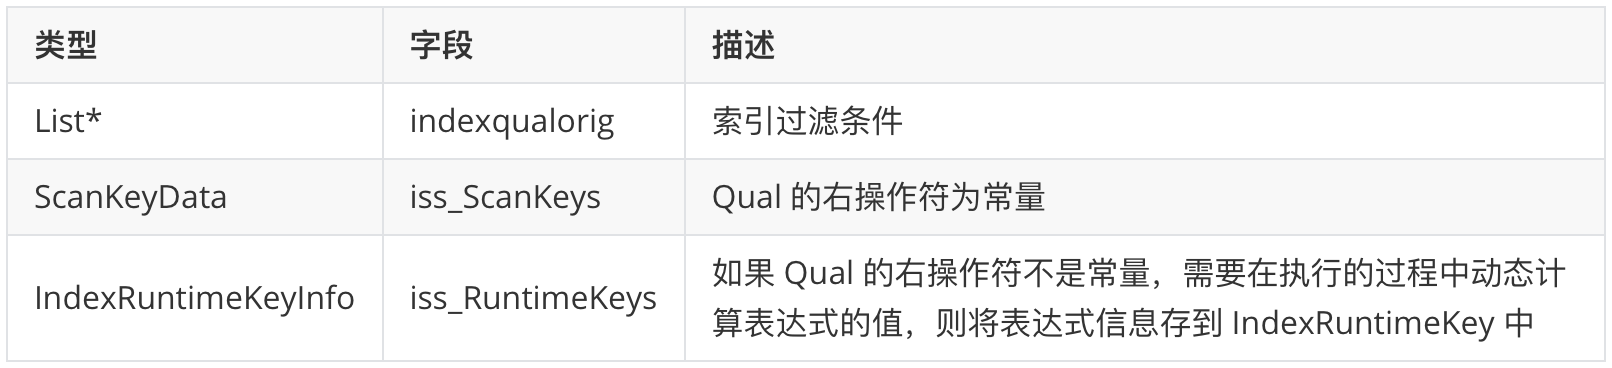 类型 字段 描述
List* indexqualorig 索引过滤条件
ScanKeyData iss_ScanKeys Qual 的右操作符为常量
IndexRuntimeKeyInfo iss_RuntimeKeys 如果 Qual 的右操作符不是常量，需要在执行的过程中动态计
算表达式的值，则将表达式信息存到 IndexRuntimeKey 中